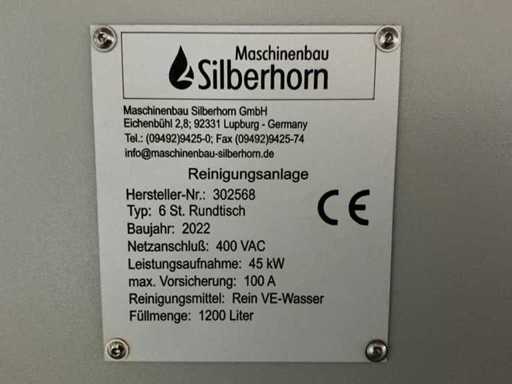 Maschinenbau
Silberhorn
Maschinenbau Silberhorn GmbH
Eichenbühl 2,8; 92331 Lupburg - Germany
Tel.: (09492)9425-0; Fax (09492)9425-74
info@maschinenbau-silberhorn.de
Reinigungsanlage
Hersteller-Nr.: 302568
Typ: 6 St. Rundtisch
Baujahr: 2022
Netzanschluß: 400 VAC
Leistungsaufnahme: 45 kW
max. Vorsicherung: 100 A
Reinigungsmittel: Rein VE-Wasser
Füllmenge: 1200 Liter
CE